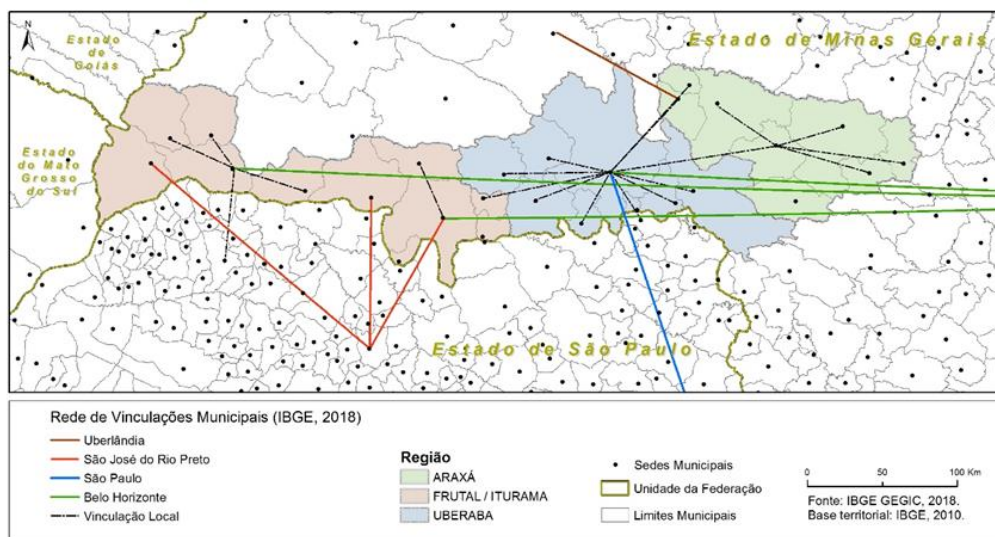 N
Estado de Goiás
Estado de Minas Gerais
Estado do Mato Grosso do Sul
Estado de São Paulo
Rede de Vinculações Municipais (IBGE, 2018)
Uberlândia
São José do Rio Preto
São Paulo
Belo Horizonte
Vinculação Local
Região
ARAXÁ
FRUTAL / ITURAMA
UBERABA
Sedes Municipais
Unidade da Federação
Limites Municipais
0 50 100 Km
Fonte: IBGE GEGIC, 2018.
Base territorial: IBGE, 2010.